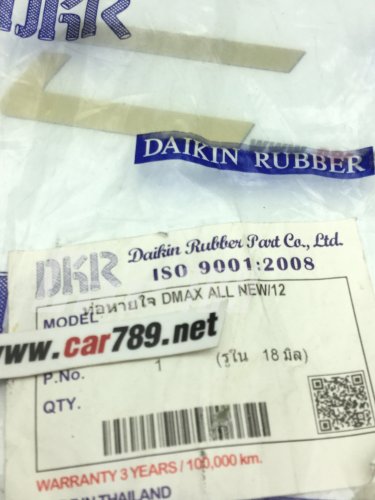 DKR
DAIKIN RUBBER
DKR Daikin Rubber Part Co., Ltd.
ISO 9001:2008
MODEL ท่อหายใจ DMAX ALL NEW/12
www.car789.net
P.No. 1 (รูใน 18 มิล)
QTY.
WARRANTY 3 YEARS / 100,000 km.
IN THAILAND